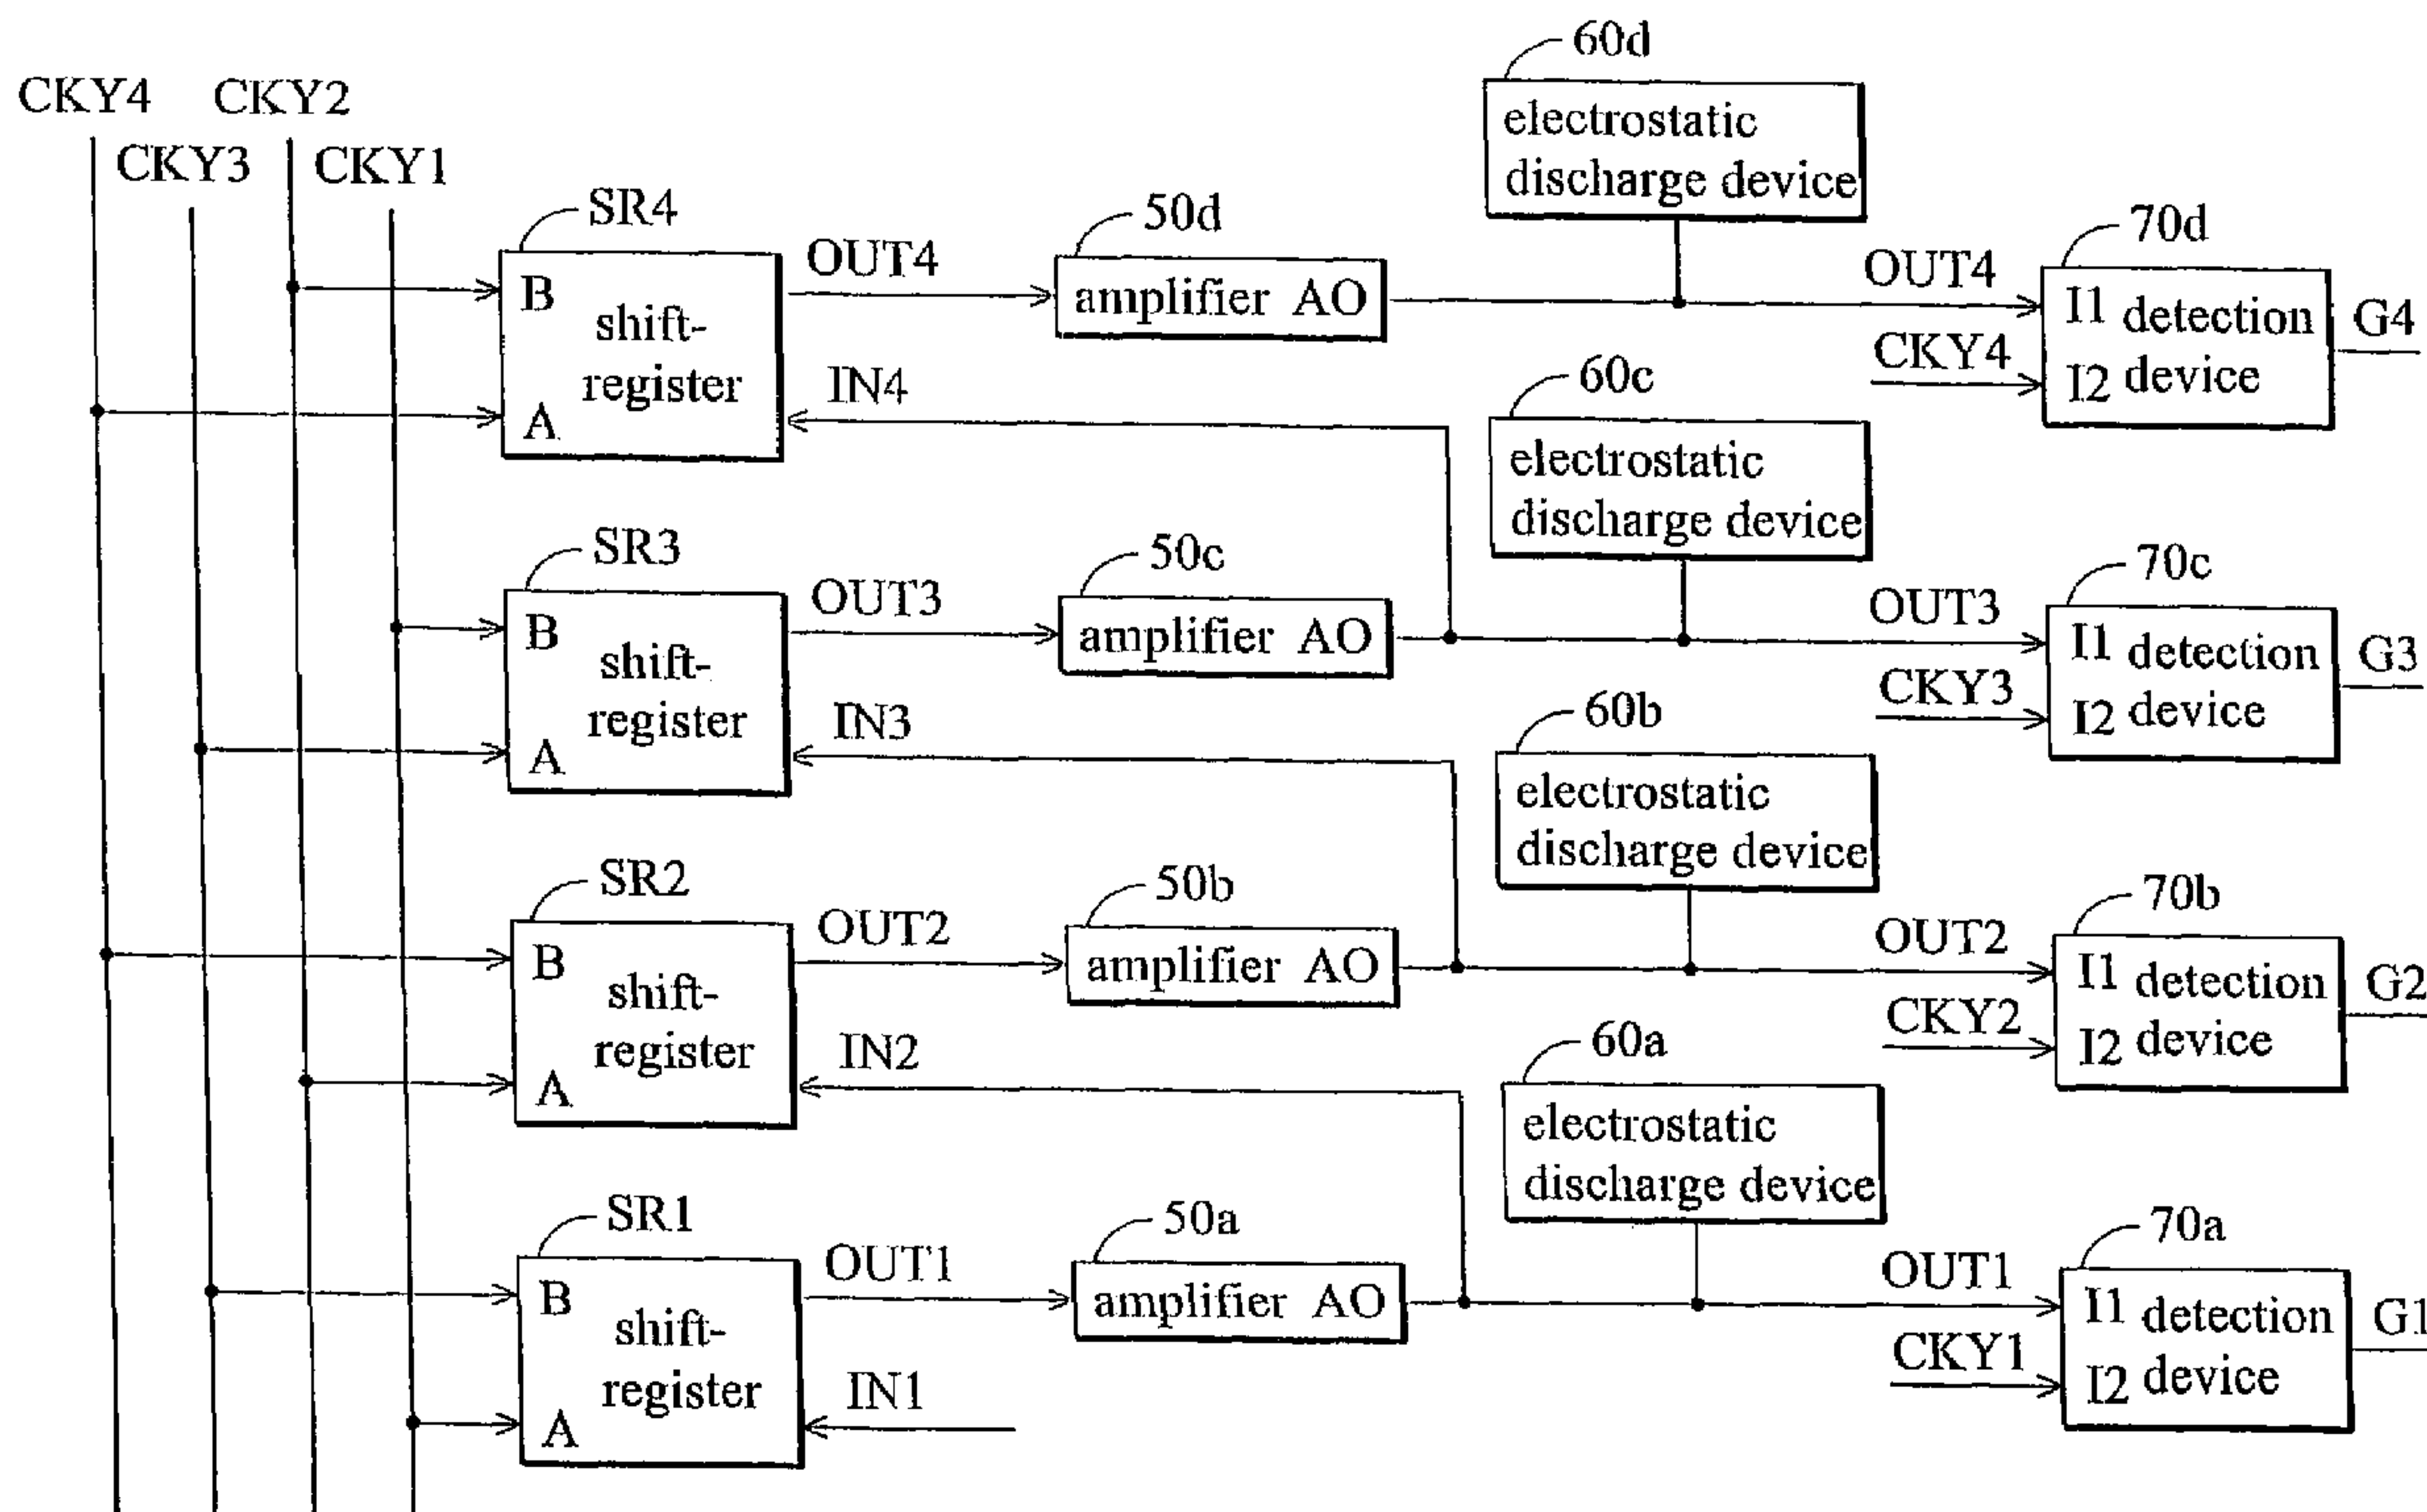 60d
CKY4 CKY2
electrostatic
discharge device
CKY3 CKY1
SR4
50d
70d
OUT4
OUT4
B
shift-
register
A
amplifier AO
I1 detection
I2 device
G4
CKY4
IN4
60c
electrostatic
discharge device
SR3
50c
70c
OUT3
OUT3
B
shift-
register
A
amplifier AO
I1 detection
I2 device
G3
CKY3
IN3
60b
electrostatic
discharge device
SR2
50b
70b
OUT2
OUT2
B
shift-
register
A
amplifier AO
I1 detection
I2 device
G2
CKY2
IN2
60a
electrostatic
discharge device
SR1
50a
70a
OUT1
OUT1
B
shift-
register
A
amplifier AO
I1 detection
I2 device
G1
CKY1
IN1